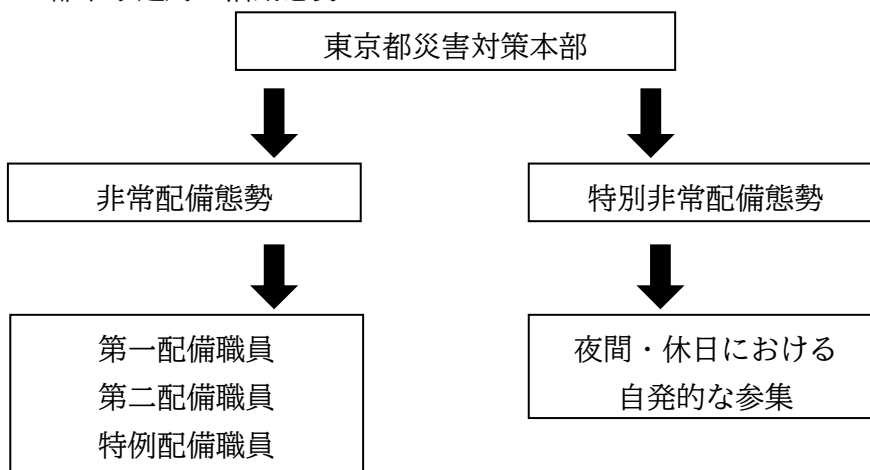 東京都災害対策本部
非常配備態勢
特別非常配備態勢
第一配備職員
第二配備職員
特例配備職員
夜間・休日における
自発的な参集